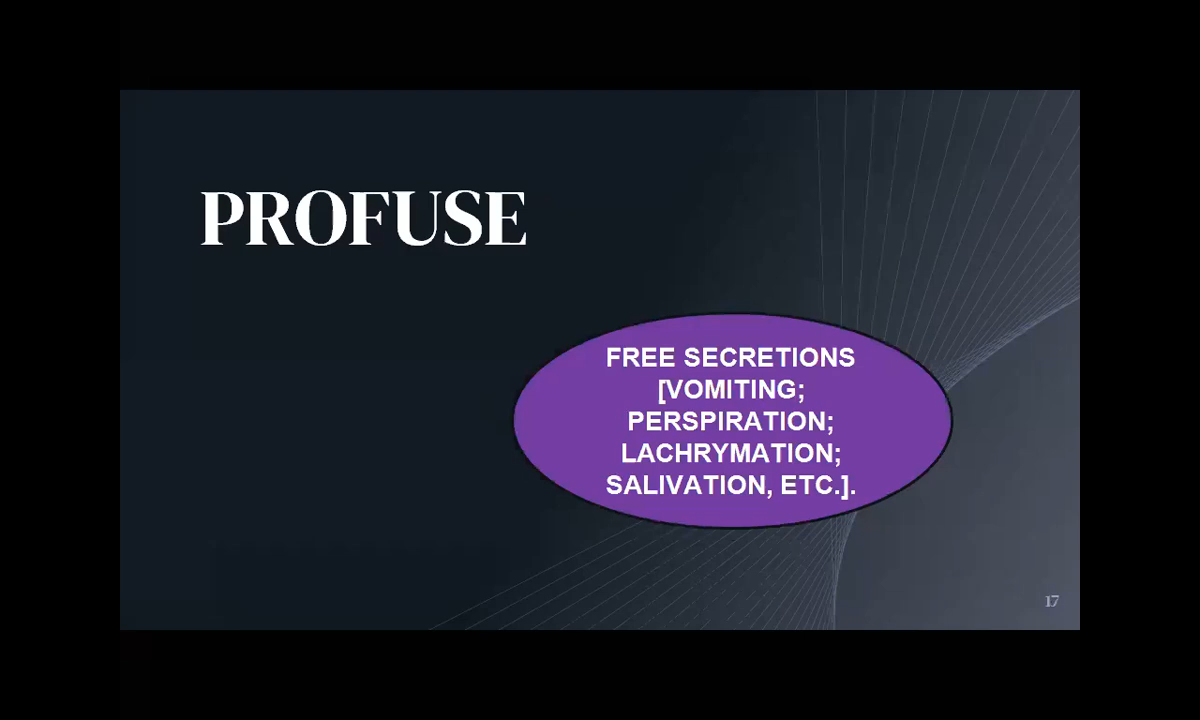 PROFUSE
FREE SECRETIONS
[VOMITING;
PERSPIRATION;
LACHRYMATION;
SALIVATION, ETC.].
17